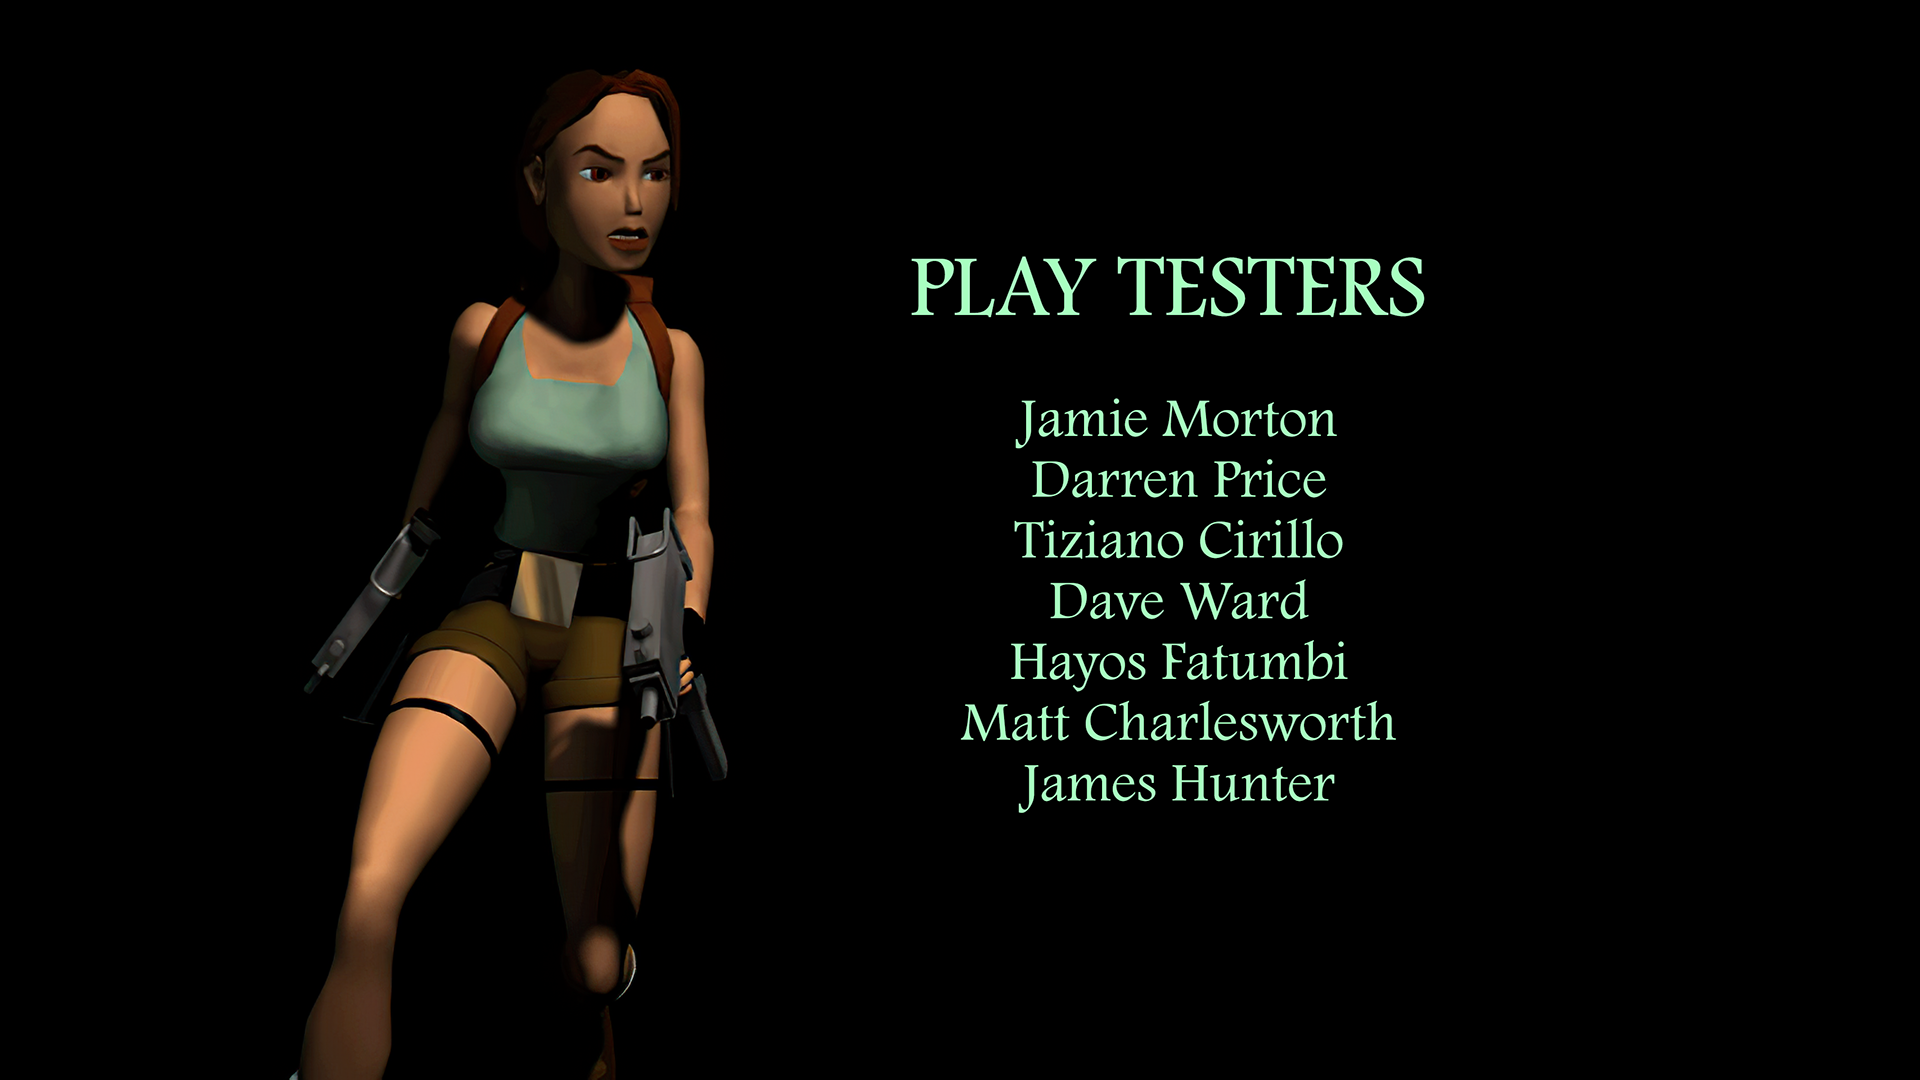 PLAY TESTERS
Jamie Morton
Darren Price
Tiziano Cirillo
Dave Ward
Hayos Fatumbi
Matt Charlesworth
James Hunter